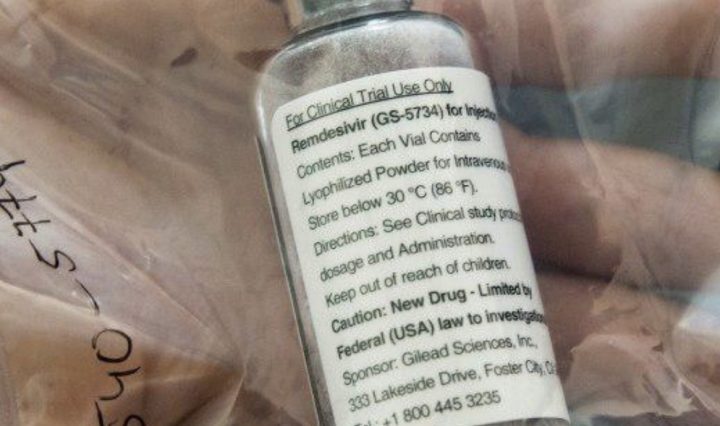 For Clinical Trial Use Only
Remdesivir (GS-5734) for Injection
Contents: Each Vial Contains
Lyophilized Powder for Intravenous
Store below 30 °C (86 °F).
Directions: See Clinical study
dosage and Administration.
Keep out of reach of children.
Caution: New Drug - Limited by
Federal (USA) law to
Sponsor: Gilead Sciences, Inc.,
333 Lakeside Drive, Foster City,
Tel: +1 800 445 3235